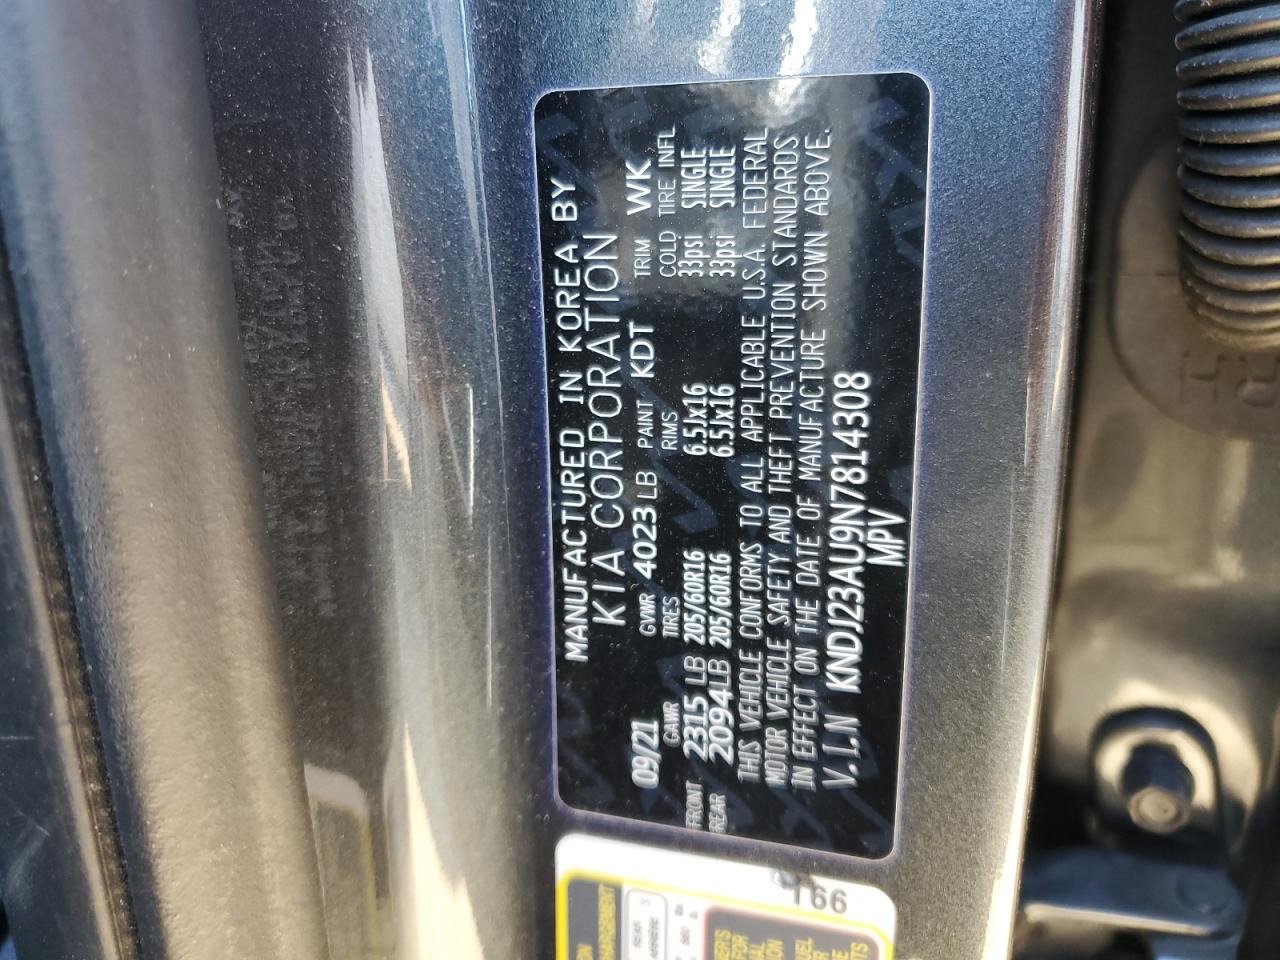 MANUFACTURED IN KOREA BY
KIA CORPORATION
09/21 GVWR 4023 LB PAINT KDT TRIM WK
GAWR TIRES RIMS COLD TIRE INFL
FRONT 2315 LB 205/60R16 6.5Jx16 33psi SINGLE
REAR 2094 LB 205/60R16 6.5Jx16 33psi SINGLE
THIS VEHICLE CONFORMS TO ALL APPLICABLE U.S.A. FEDERAL
MOTOR VEHICLE SAFETY AND THEFT PREVENTION STANDARDS
IN EFFECT ON THE DATE OF MANUFACTURE SHOWN ABOVE.
V.I.N KNDJ23AU9N7814308
MPV
166